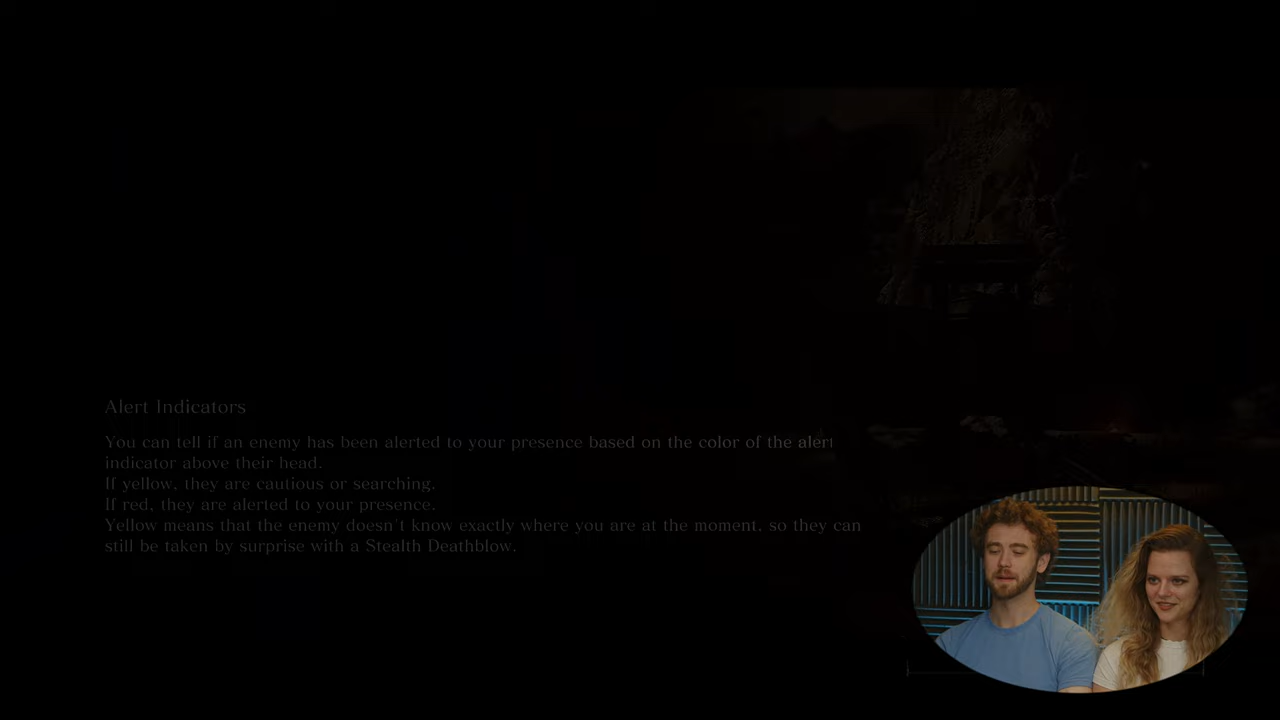 Alert Indicators
You can tell if an enemy has been alerted to your presence based on the color of the alert
indicator above their head.
If yellow, they are cautious or searching.
If red, they are alerted to your presence.
Yellow means that the enemy doesn't know exactly where you are at the moment, so they can
still be taken by surprise with a Stealth Deathblow.